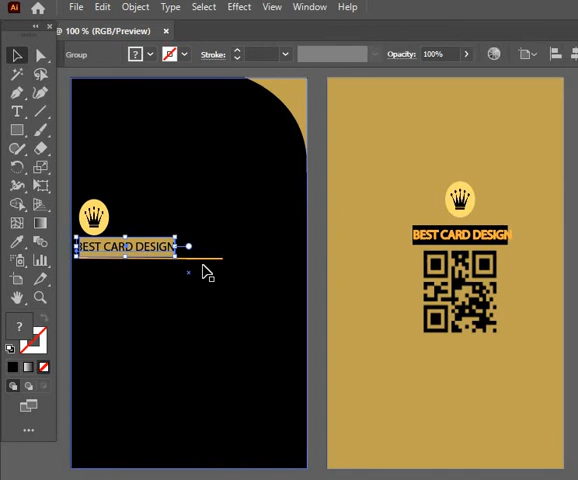 Ai File Edit Object Type Select Effect View Window Help
100 % (RGB/Preview) ×
Group ? Stroke: Opacity: 100%
BEST CARD DESIGN
BEST CARD DESIGN
?